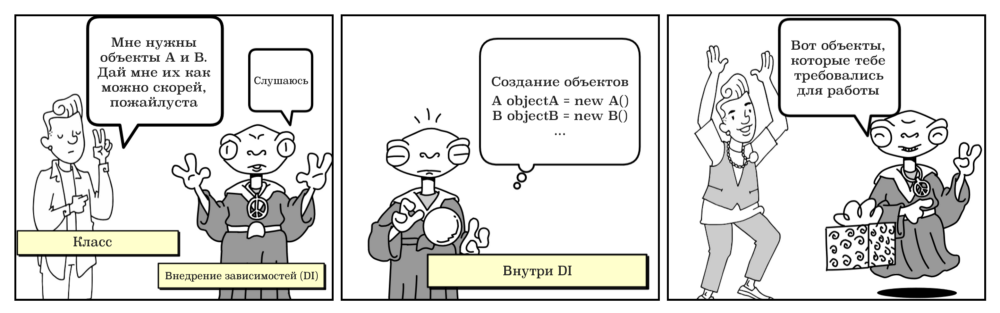 Мне нужны
объекты А и В.
Дай мне их как
можно скорей,
пожайлуста
Слушаюсь
Класс
Внедрение зависимостей (DI)
Создание объектов
A objectA = new A()
B objectB = new B()
...
Внутри DI
Вот объекты,
которые тебе
требовались
для работы